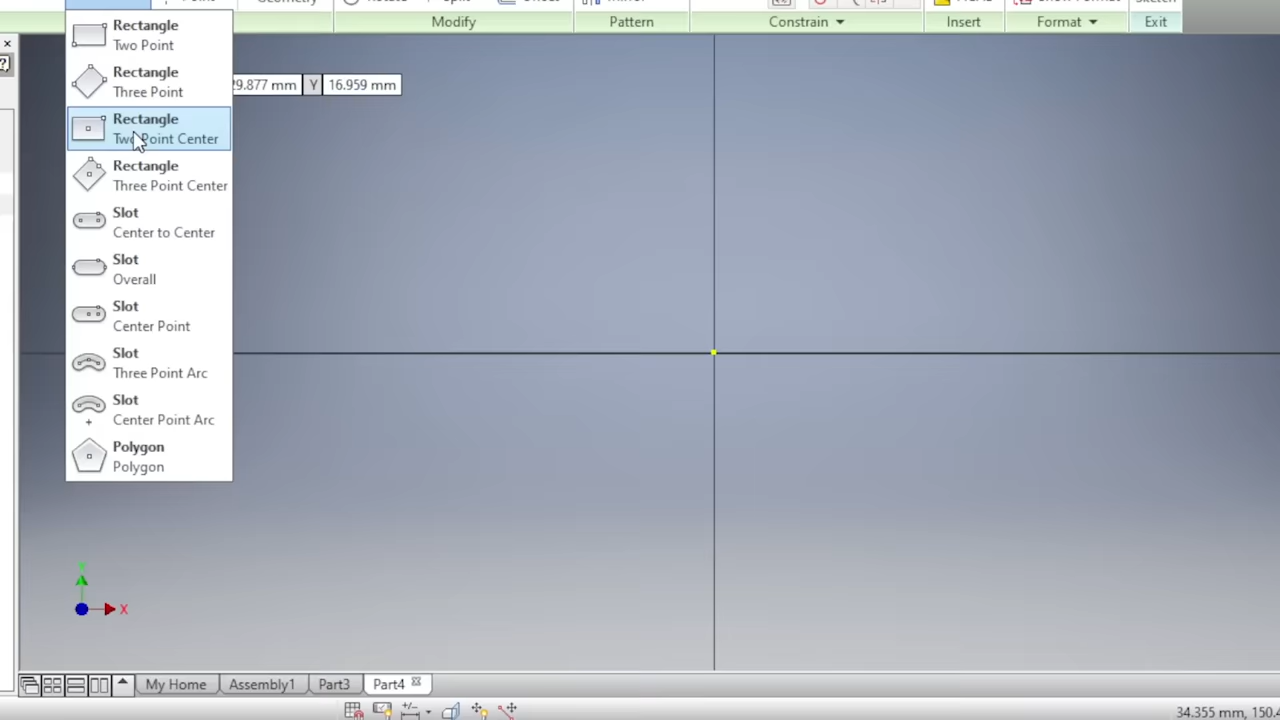 Modify
Pattern
Constrain
Insert
Format
Exit
Rectangle
Two Point
Rectangle
Three Point
Rectangle
Two Point Center
Rectangle
Three Point Center
Slot
Center to Center
Slot
Overall
Slot
Center Point
Slot
Three Point Arc
Slot
Center Point Arc
Polygon
Polygon
29.877 mm
Y
16.959 mm
X
My Home
Assembly1
Part3
Part4
34.355 mm, 150.4